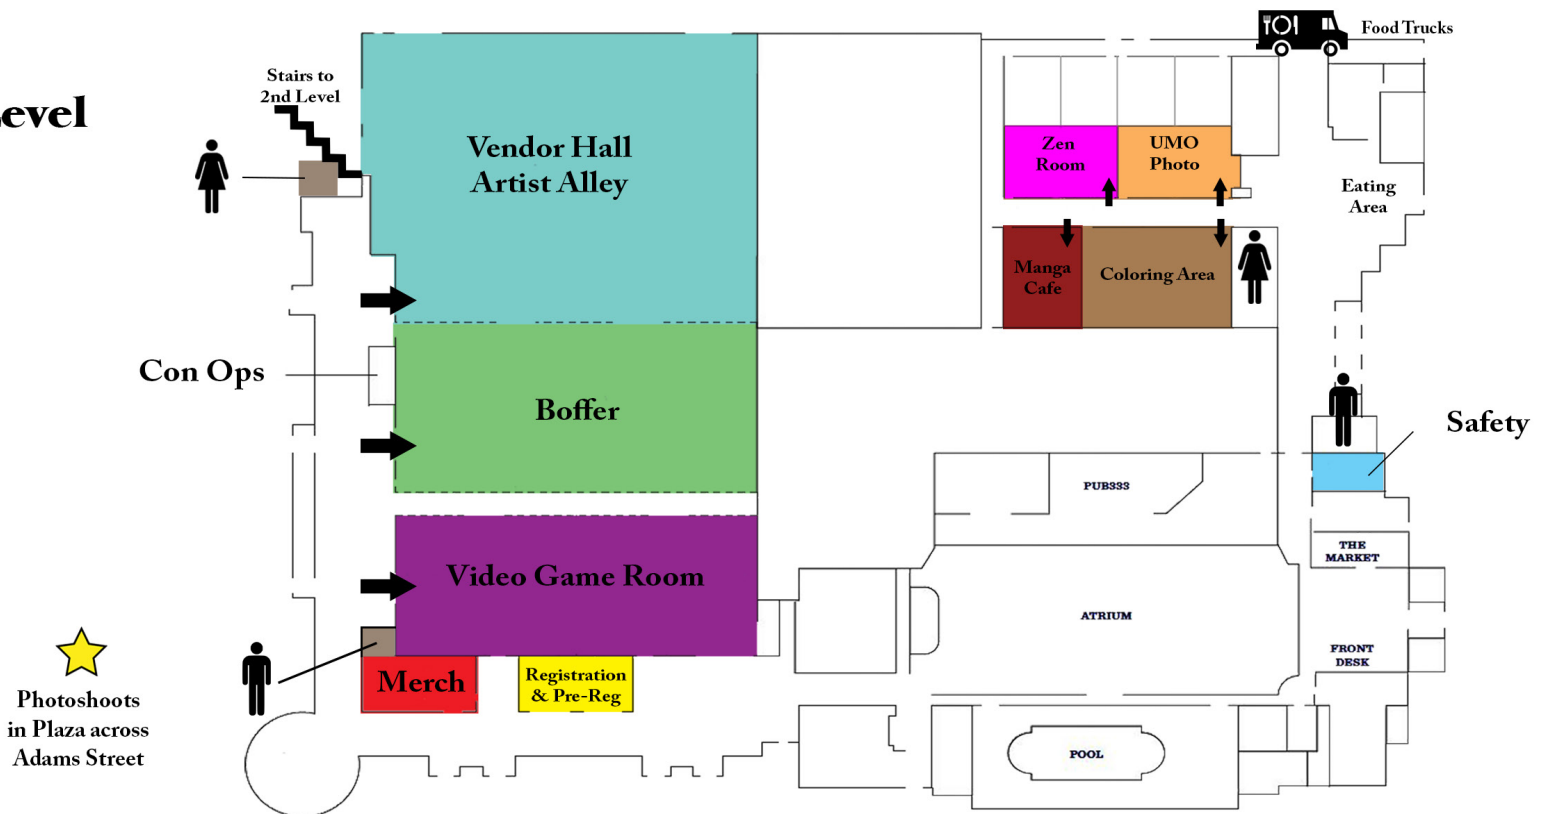 Food Trucks
Stairs to
2nd Level
Vendor Hall
Artist Alley
Zen
Room
UMO
Photo
Eating
Area
Manga
Cafe
Coloring Area
Con Ops
Boffer
Safety
PUB333
THE
MARKET
Video Game Room
ATRIUM
FRONT
DESK
Merch
Registration
& Pre-Reg
Photoshoots
in Plaza across
Adams Street
POOL